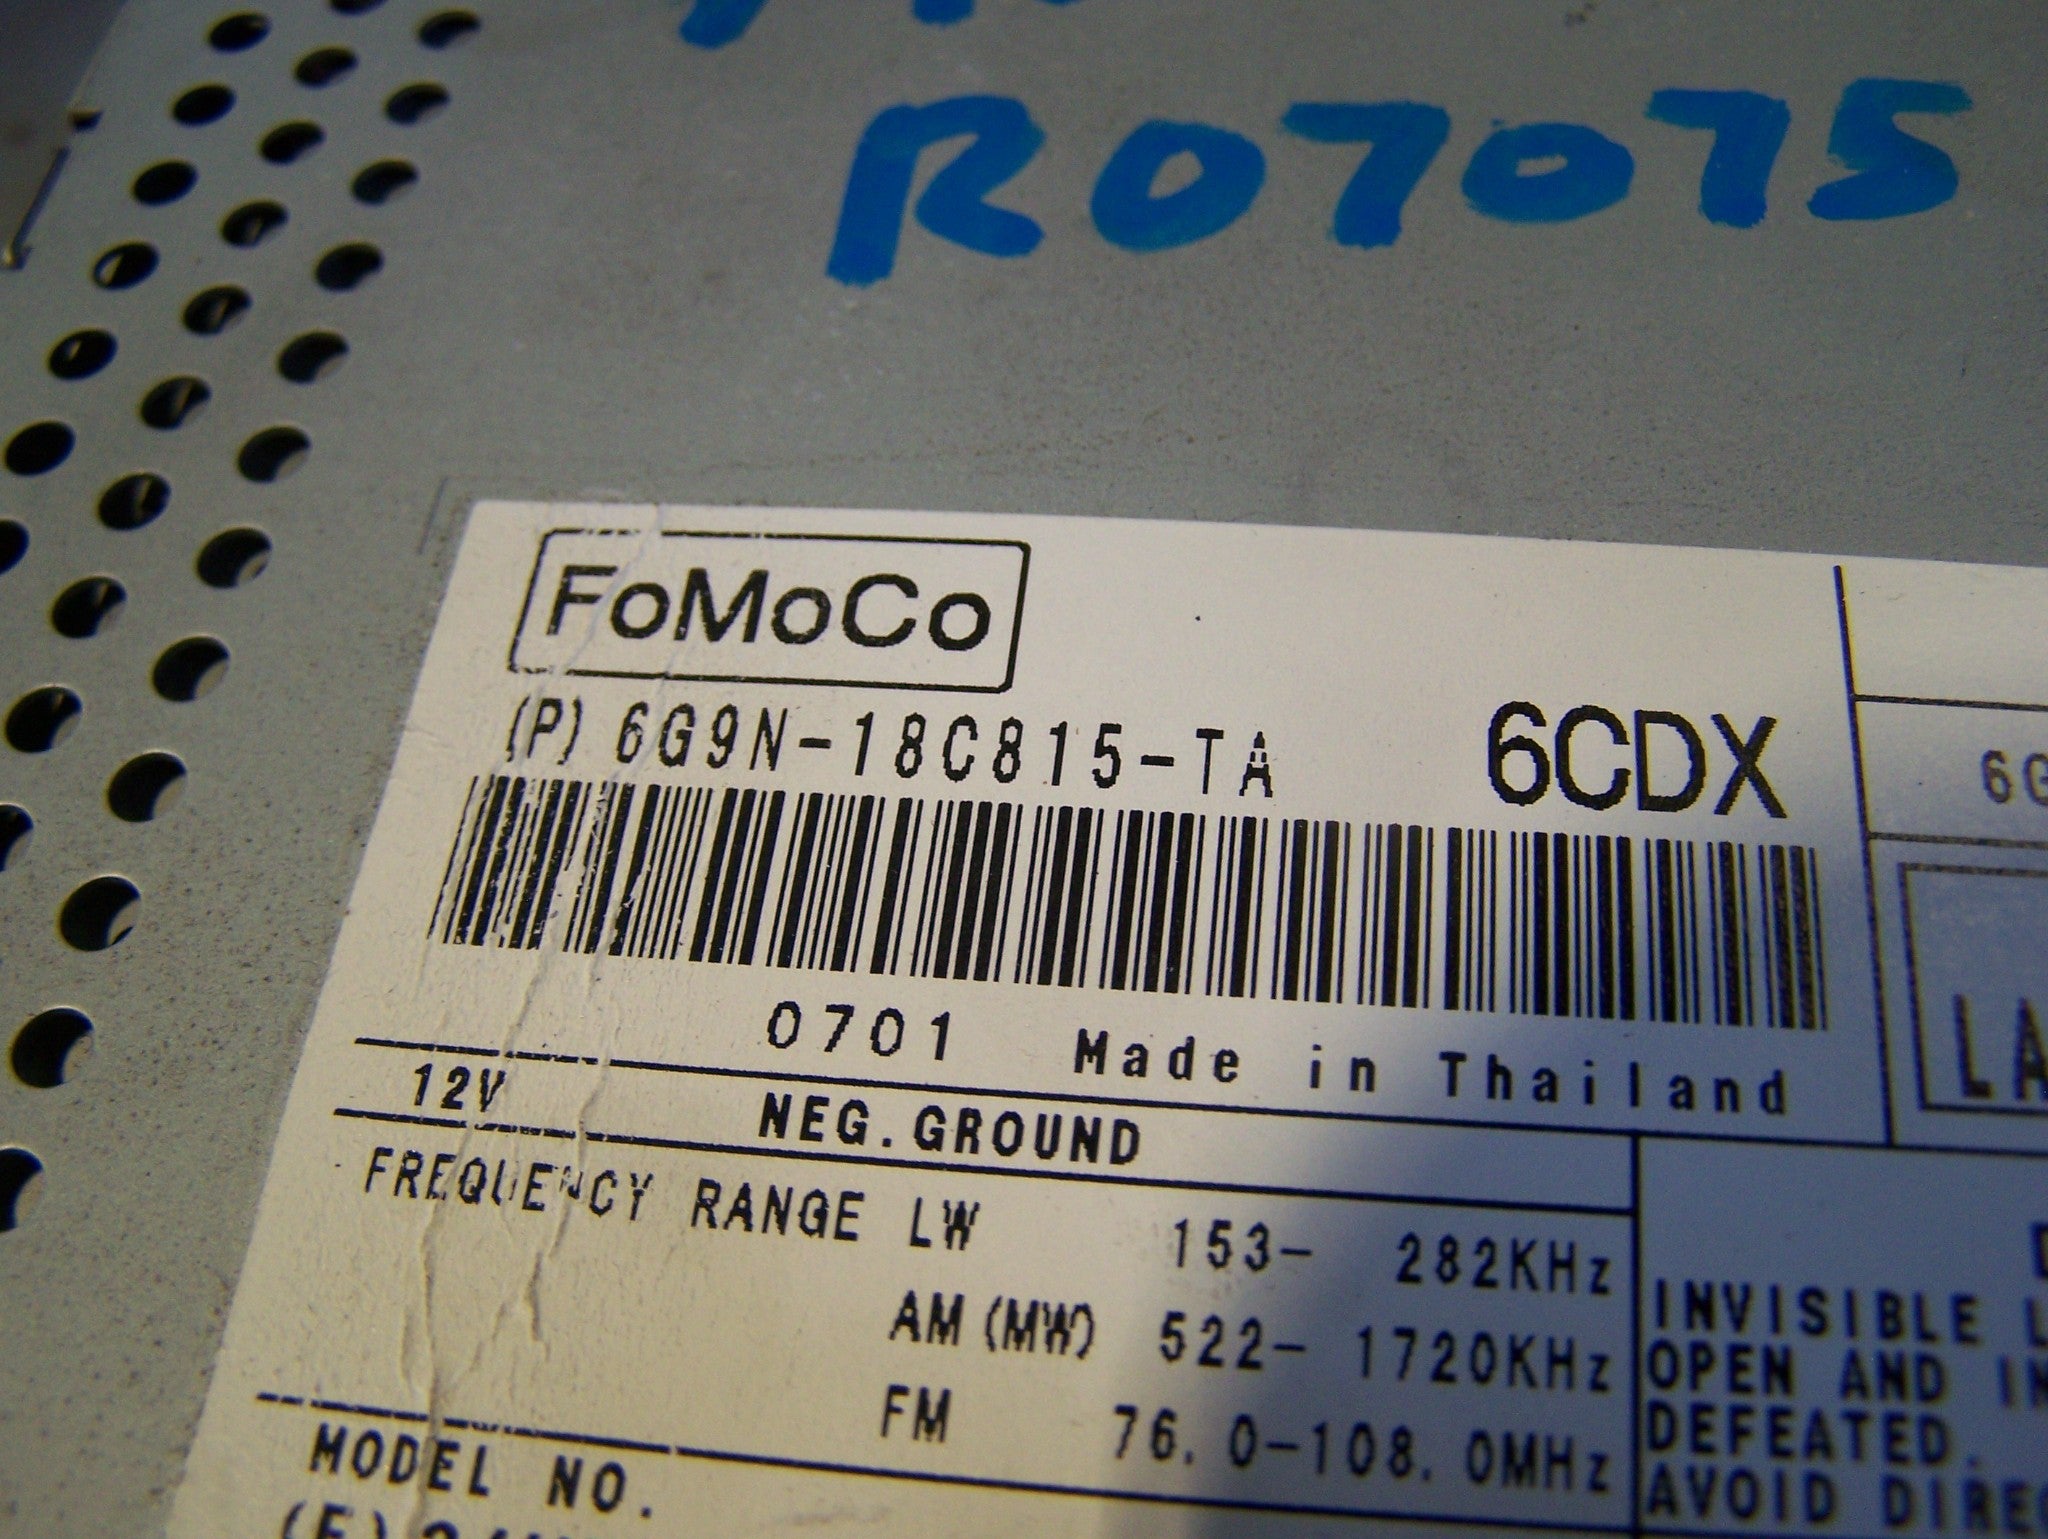 R07075
FoMoCo
(P) 6G9N-18C815-TA 6CDX
0701 Made in Thailand
12V NEG.GROUND
FREQUENCY RANGE LW 153- 282KHz
AM(MW) 522- 1720KHz
FM 76.0-108.0MHz
MODEL NO.
INVISIBLE
OPEN AND
DEFEATED.
AVOID